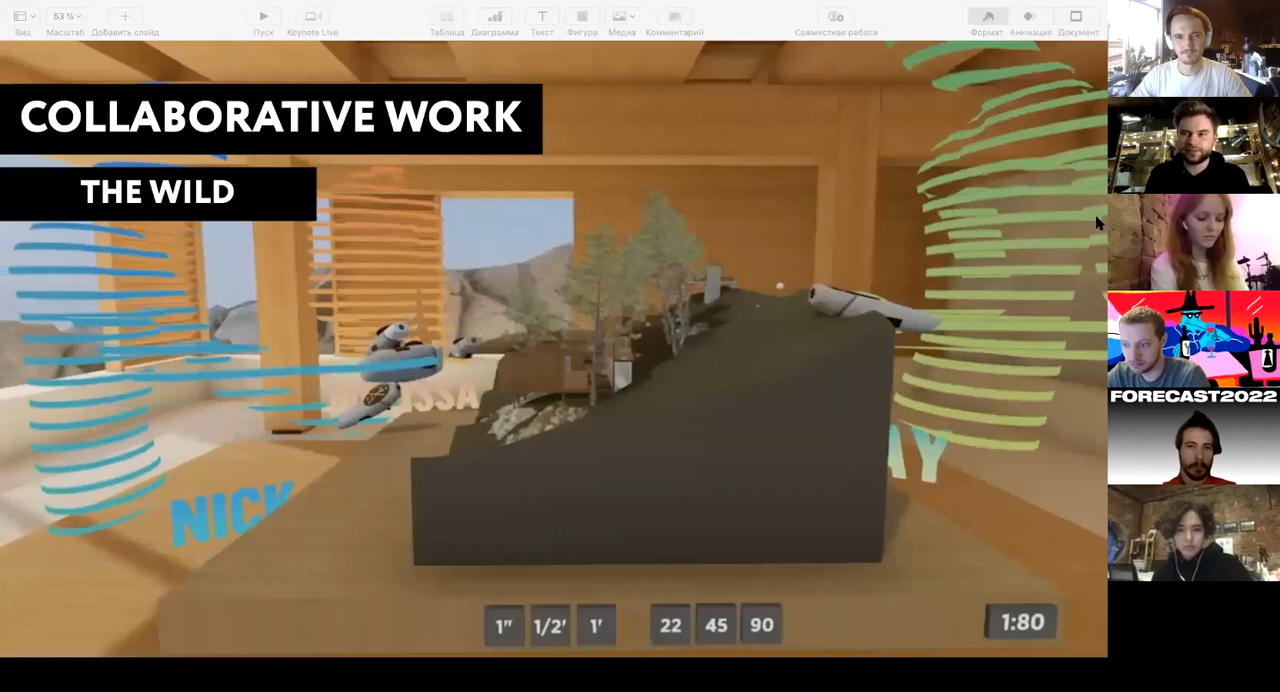 53 %
Вид
Масштаб
Добавить слайд
Пуск
Keynote Live
Таблица
Диаграмма
Текст
Фигура
Медиа
Комментарий
Совместная работа
Формат
Анимация
Документ
COLLABORATIVE WORK
THE WILD
FORECAST2022
NICK
1"
1/2'
1'
22
45
90
1:80